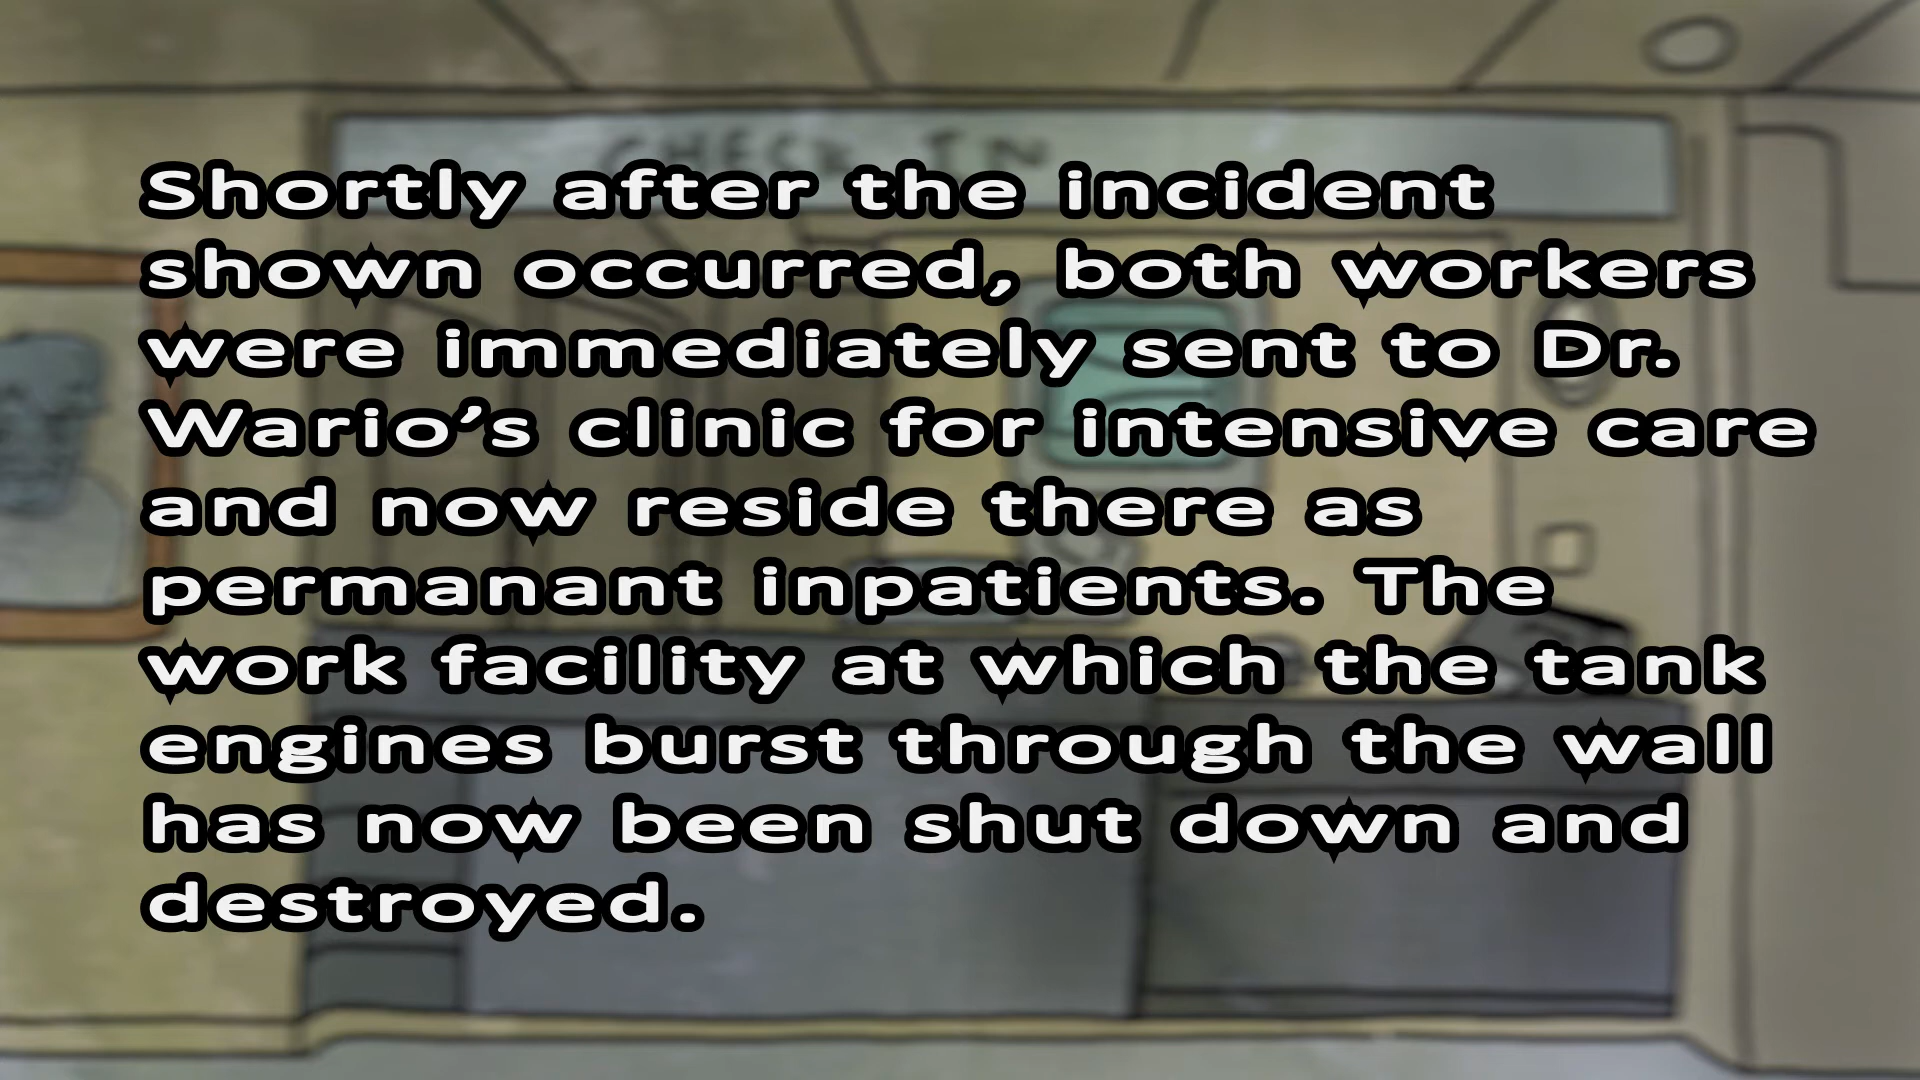 CHECK IN
Shortly after the incident
shown occurred, both workers
were immediately sent to Dr.
Wario’s clinic for intensive care
and now reside there as
permanant inpatients. The
work facility at which the tank
engines burst through the wall
has now been shut down and
destroyed.